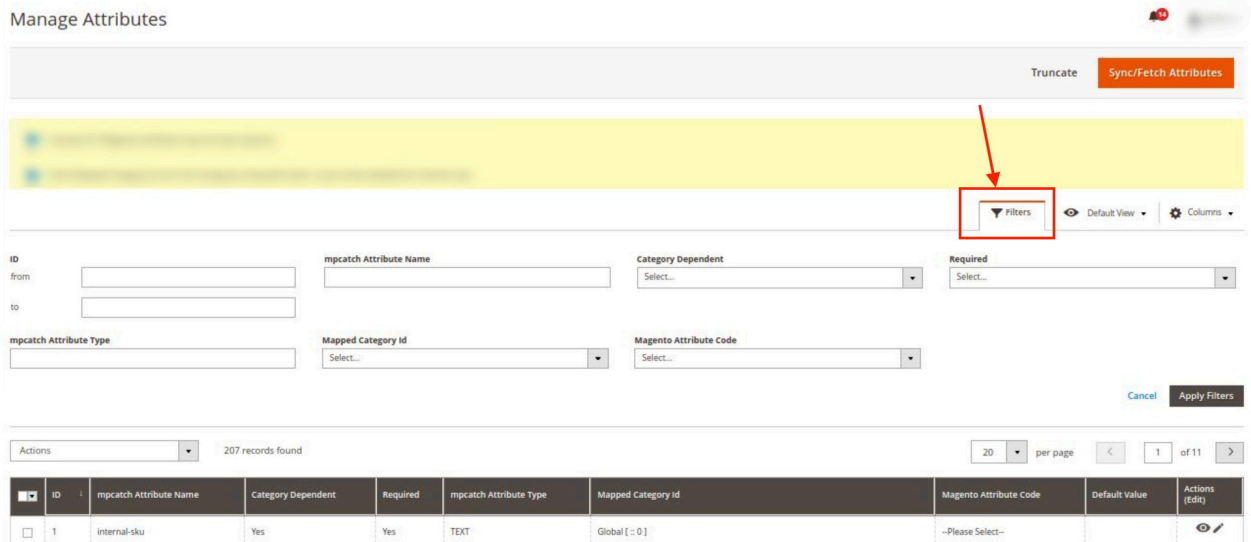 Manage Attributes
14
Truncate
Sync/Fetch Attributes
Filters
Default View
Columns
ID
mpcatch Attribute Name
Category Dependent
Required
from
Select...
Select...
to
mpcatch Attribute Type
Mapped Category Id
Magento Attribute Code
Select...
Select...
Cancel
Apply Filters
Actions
207 records found
20
per page
1
of 11
ID
mpcatch Attribute Name
Category Dependent
Required
mpcatch Attribute Type
Mapped Category Id
Magento Attribute Code
Default Value
Actions
(Edit)
1
internal-sku
Yes
Yes
TEXT
Global [ :: 0 ]
--Please Select--